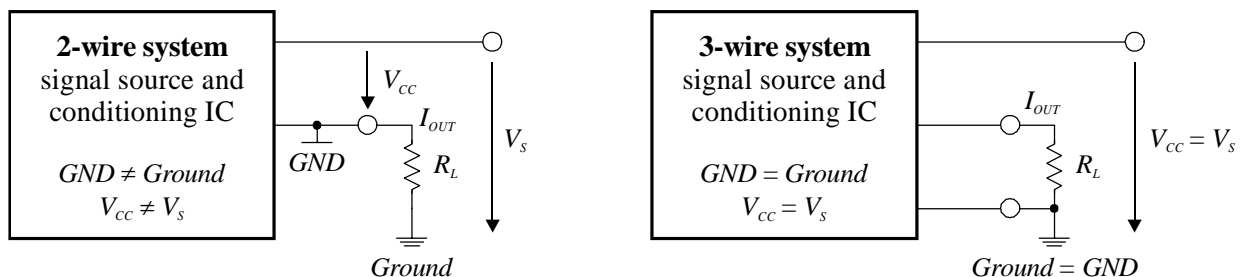 2-wire system
signal source and
conditioning IC
GND ≠ Ground
V_CC ≠ V_S
V_CC
I_OUT
GND
R_L
V_S
Ground
3-wire system
signal source and
conditioning IC
GND = Ground
V_CC = V_S
I_OUT
R_L
V_CC = V_S
Ground = GND